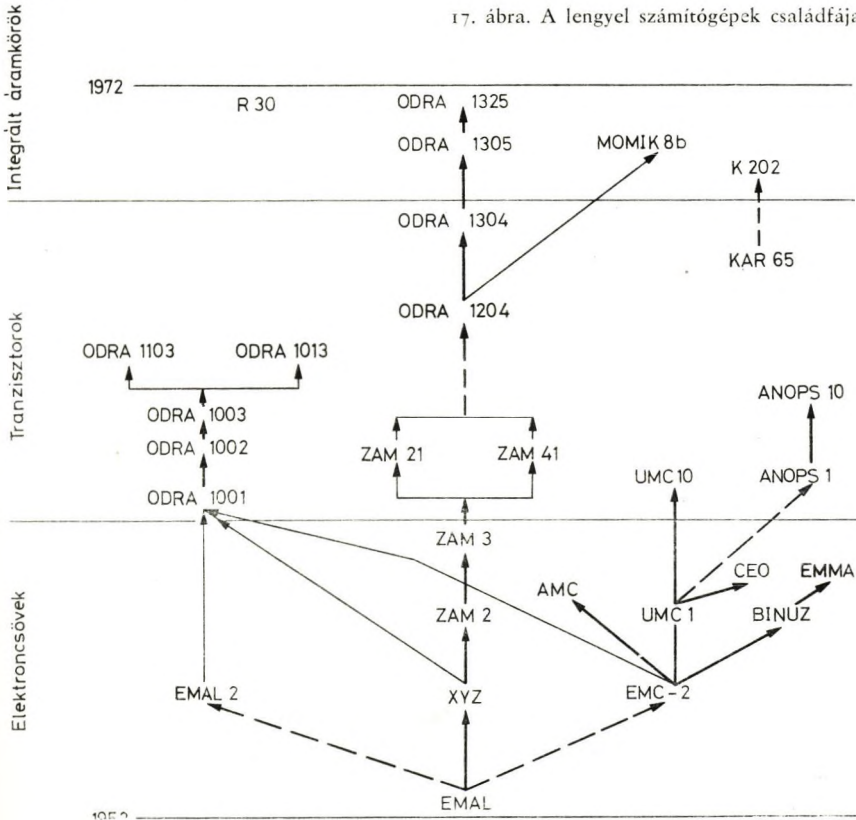 17. ábra. A lengyel számítógépek családfája
Integrált áramkörök
1972
R 30
ODRA 1325
ODRA 1305
MOMIK 8b
K 202
Tranzisztorok
ODRA 1304
KAR 65
ODRA 1204
ODRA 1103
ODRA 1013
ODRA 1003
ODRA 1002
ODRA 1001
ZAM 21
ZAM 41
ANOPS 10
UMC 10
ANOPS 1
Elektroncsövek
ZAM 3
AMC
CEO
EMMA
ZAM 2
UMC 1
BINUZ
EMAL 2
XYZ
EMC-2
EMAL